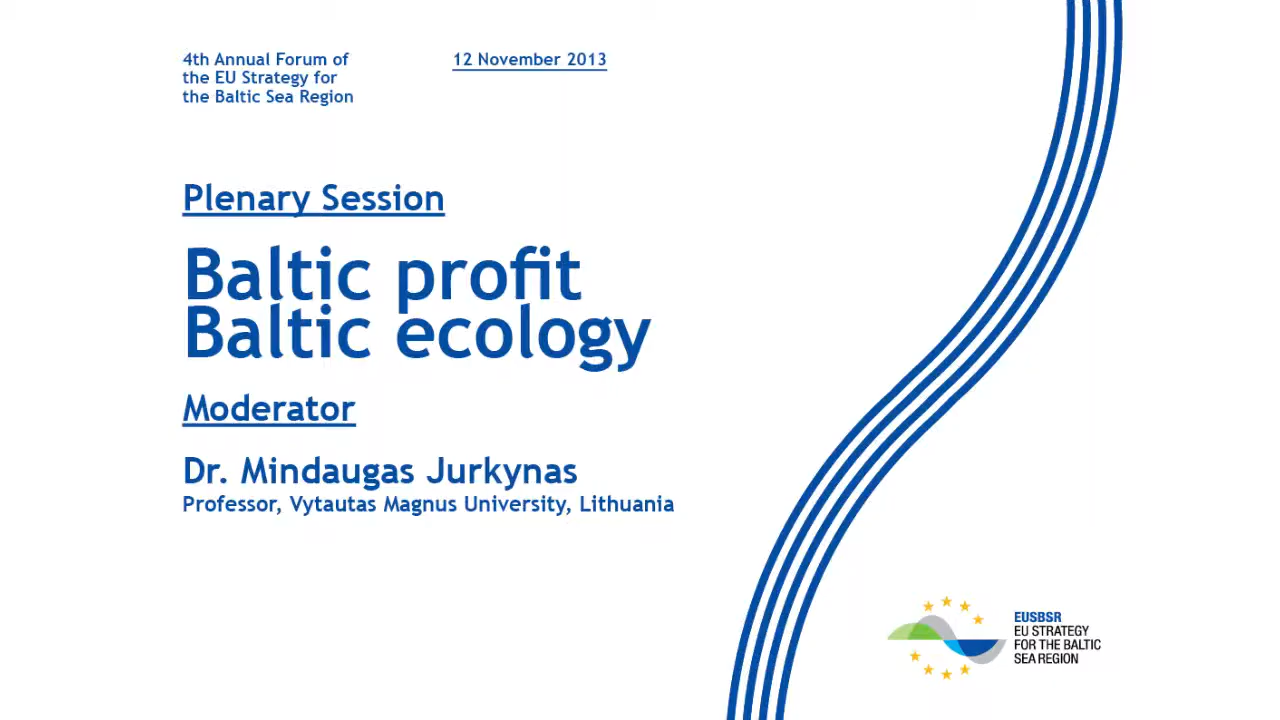 4th Annual Forum of
the EU Strategy for
the Baltic Sea Region
12 November 2013
Plenary Session
Baltic profit
Baltic ecology
Moderator
Dr. Mindaugas Jurkynas
Professor, Vytautas Magnus University, Lithuania
EUSBSR
EU STRATEGY
FOR THE BALTIC
SEA REGION